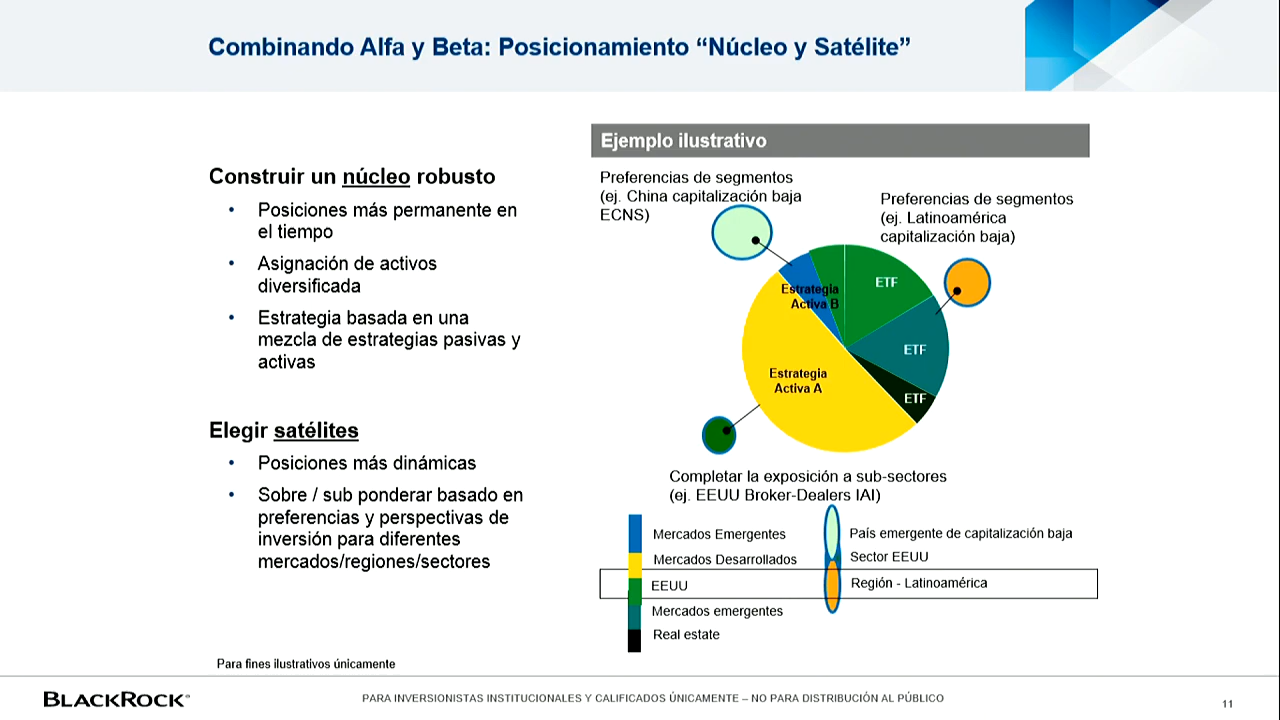 Combinando Alfa y Beta: Posicionamiento “Núcleo y Satélite”
Construir un núcleo robusto
• Posiciones más permanente en
el tiempo
• Asignación de activos
diversificada
• Estrategia basada en una
mezcla de estrategias pasivas y
activas
Elegir satélites
• Posiciones más dinámicas
• Sobre / sub ponderar basado en
preferencias y perspectivas de
inversión para diferentes
mercados/regiones/sectores
Ejemplo ilustrativo
Preferencias de segmentos
(ej. China capitalización baja
ECNS)
Preferencias de segmentos
(ej. Latinoamérica
capitalización baja)
Estrategia
Activa B
ETF
ETF
ETF
Estrategia
Activa A
Completar la exposición a sub-sectores
(ej. EEUU Broker-Dealers IAI)
Mercados Emergentes
Mercados Desarrollados
EEUU
Mercados emergentes
Real estate
País emergente de capitalización baja
Sector EEUU
Región - Latinoamérica
Para fines ilustrativos únicamente
BLACKROCK®
PARA INVERSIONISTAS INSTITUCIONALES Y CALIFICADOS ÚNICAMENTE – NO PARA DISTRIBUCIÓN AL PÚBLICO
11